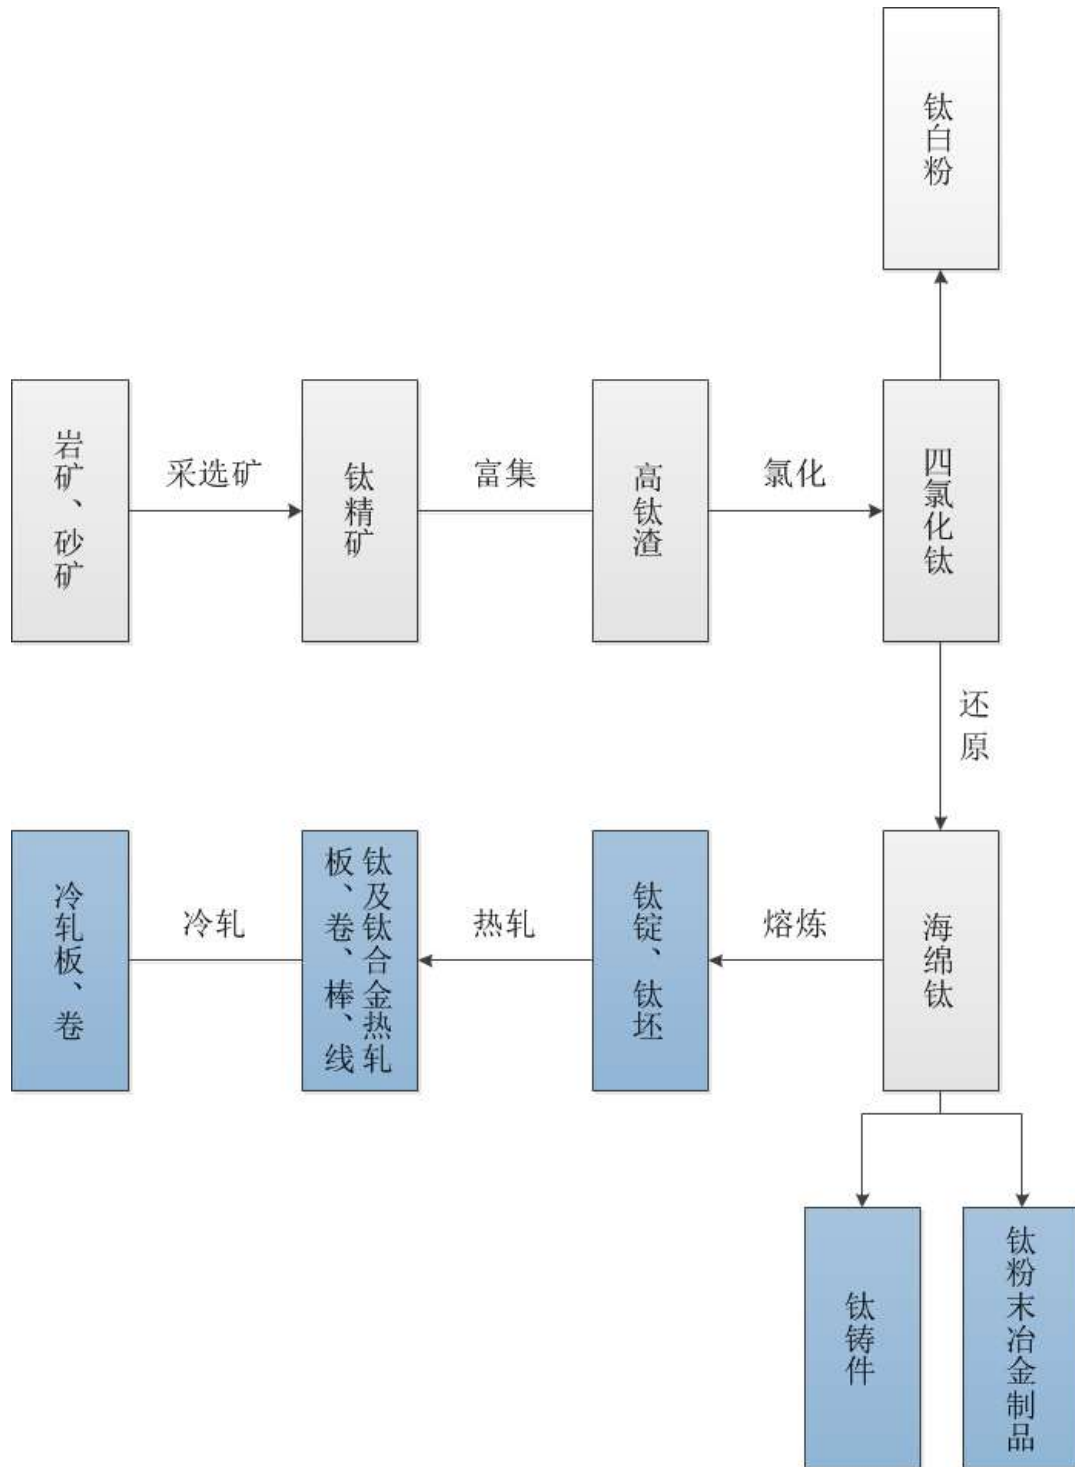 钛白粉
岩矿、砂矿
采选矿
钛精矿
富集
高钛渣
氯化
四氯化钛
还原
冷轧板、卷
冷轧
钛及钛合金热轧
板、卷、棒、线
热轧
钛锭、钛坯
熔炼
海绵钛
钛铸件
钛粉末冶金制品